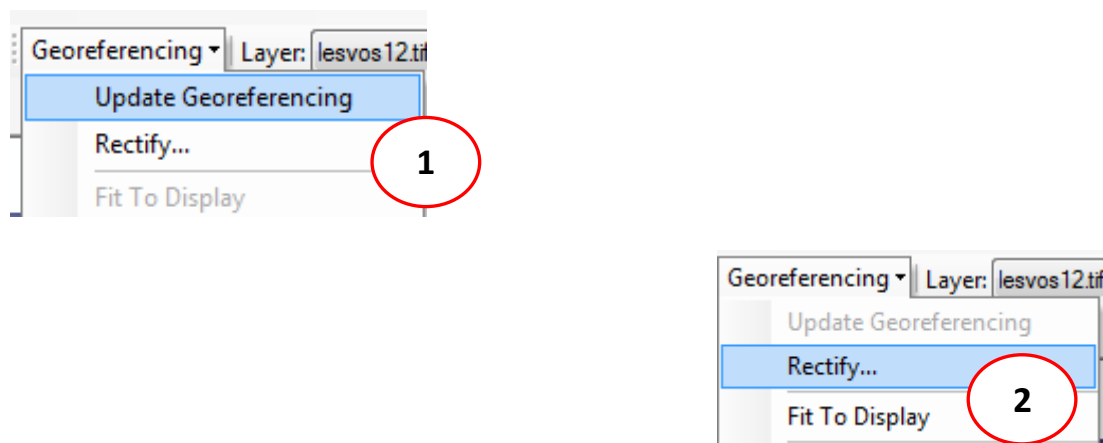 Georeferencing Layer: lesvos12.tif
Update Georeferencing
Rectify...
1
Fit To Display
Georeferencing Layer: lesvos12.tif
Update Georeferencing
Rectify...
2
Fit To Display